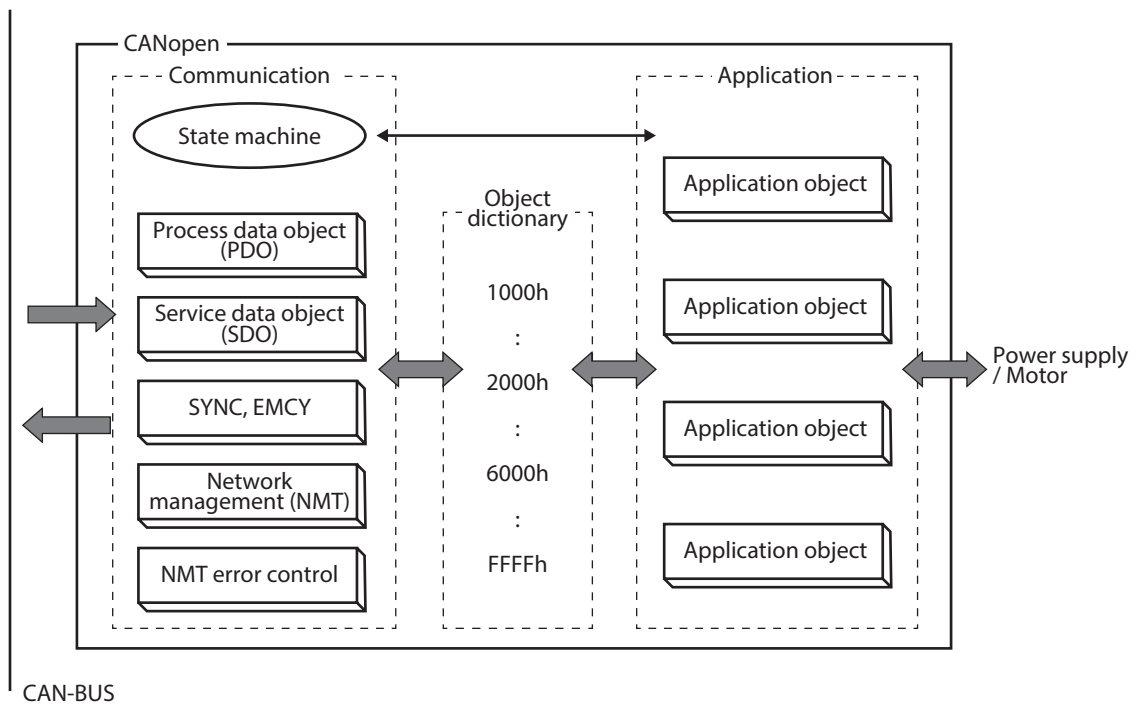 CANopen
Communication
State machine
Process data object
(PDO)
Service data object
(SDO)
SYNC, EMCY
Network
management (NMT)
NMT error control
Object
dictionary
1000h
:
2000h
:
6000h
:
FFFFh
Application
Application object
Application object
Application object
Application object
Power supply
/ Motor
CAN-BUS